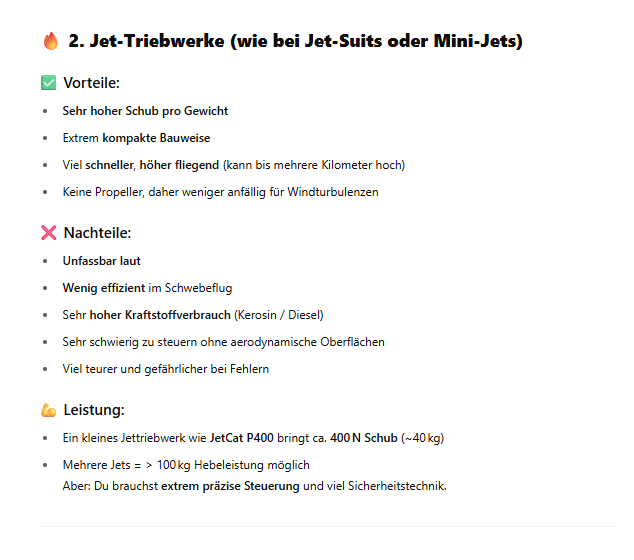 🔥 2. Jet-Triebwerke (wie bei Jet-Suits oder Mini-Jets)
✅ Vorteile:
• Sehr hoher Schub pro Gewicht
• Extrem kompakte Bauweise
• Viel schneller, höher fliegend (kann bis mehrere Kilometer hoch)
• Keine Propeller, daher weniger anfällig für Windturbulenzen
❌ Nachteile:
• Unfassbar laut
• Wenig effizient im Schwebeflug
• Sehr hoher Kraftstoffverbrauch (Kerosin / Diesel)
• Sehr schwierig zu steuern ohne aerodynamische Oberflächen
• Viel teurer und gefährlicher bei Fehlern
💪 Leistung:
• Ein kleines Jettriebwerk wie JetCat P400 bringt ca. 400 N Schub (~40 kg)
• Mehrere Jets = > 100 kg Hebeleistung möglich
Aber: Du brauchst extrem präzise Steuerung und viel Sicherheitstechnik.